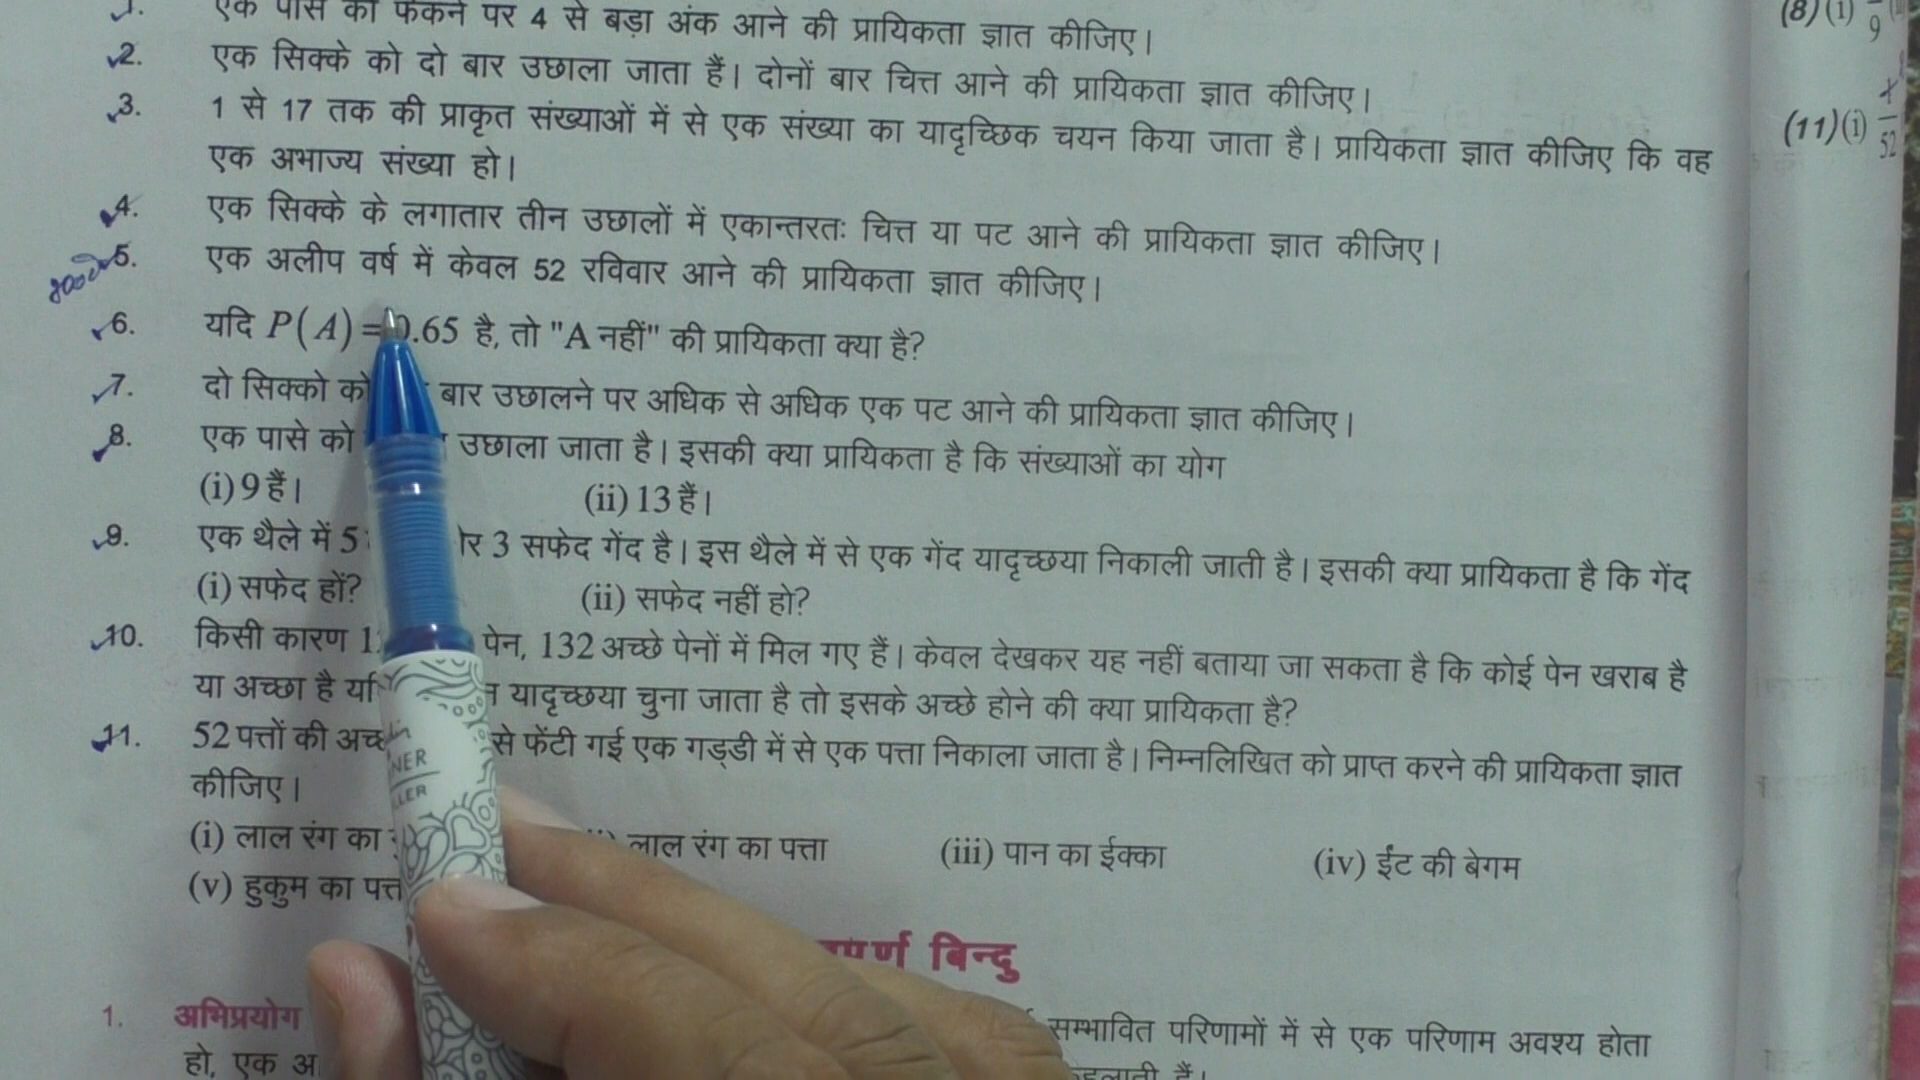 1. एक पासे को फेंकने पर 4 से बड़ा अंक आने की प्रायिकता ज्ञात कीजिए।
2. एक सिक्के को दो बार उछाला जाता हैं। दोनों बार चित्त आने की प्रायिकता ज्ञात कीजिए।
3. 1 से 17 तक की प्राकृत संख्याओं में से एक संख्या का यादृच्छिक चयन किया जाता है। प्रायिकता ज्ञात कीजिए कि वह
एक अभाज्य संख्या हो।
4. एक सिक्के के लगातार तीन उछालों में एकान्तरतः चित्त या पट आने की प्रायिकता ज्ञात कीजिए।
5. एक अलीप वर्ष में केवल 52 रविवार आने की प्रायिकता ज्ञात कीजिए।
6. यदि P(A)=0.65 है, तो "A नहीं" की प्रायिकता क्या है?
7. दो सिक्को को बार उछालने पर अधिक से अधिक एक पट आने की प्रायिकता ज्ञात कीजिए।
8. एक पासे को उछाला जाता है। इसकी क्या प्रायिकता है कि संख्याओं का योग
(i) 9 हैं। (ii) 13 हैं।
9. एक थैले में 5 3 सफेद गेंद है। इस थैले में से एक गेंद यादृच्छया निकाली जाती है। इसकी क्या प्रायिकता है कि गेंद
(i) सफेद हों? (ii) सफेद नहीं हो?
10. किसी कारण पेन, 132 अच्छे पेनों में मिल गए हैं। केवल देखकर यह नहीं बताया जा सकता है कि कोई पेन खराब है
या अच्छा है यादृच्छया चुना जाता है तो इसके अच्छे होने की क्या प्रायिकता है?
11. 52 पत्तों की से फेंटी गई एक गड्डी में से एक पत्ता निकाला जाता है। निम्नलिखित को प्राप्त करने की प्रायिकता ज्ञात
कीजिए।
(i) लाल रंग का लाल रंग का पत्ता (iii) पान का ईक्का (iv) ईंट की बेगम
(v) हुकुम का
बिन्दु
1. अभिप्रयोग सम्भावित परिणामों में से एक परिणाम अवश्य होता
हो, एक
(8) (i) 9
(11) (i) 52